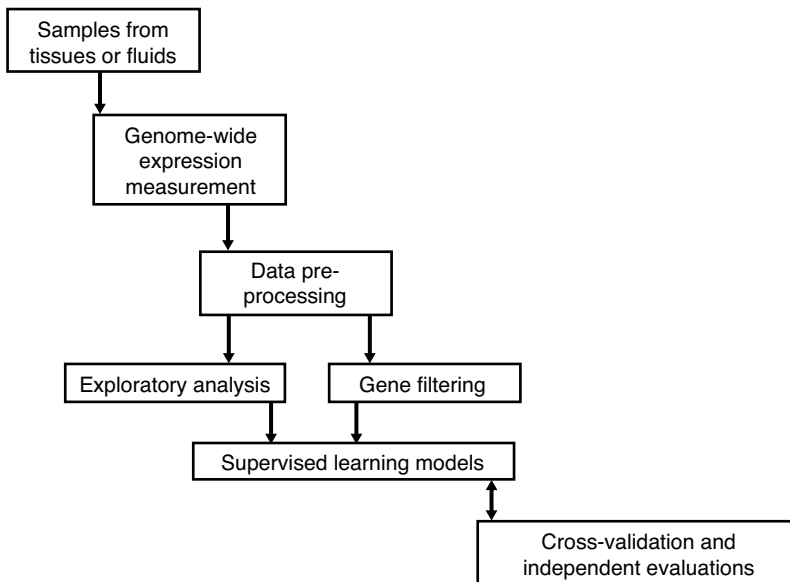 Samples from
tissues or fluids
Genome-wide
expression
measurement
Data pre-
processing
Exploratory analysis
Gene filtering
Supervised learning models
Cross-validation and
independent evaluations